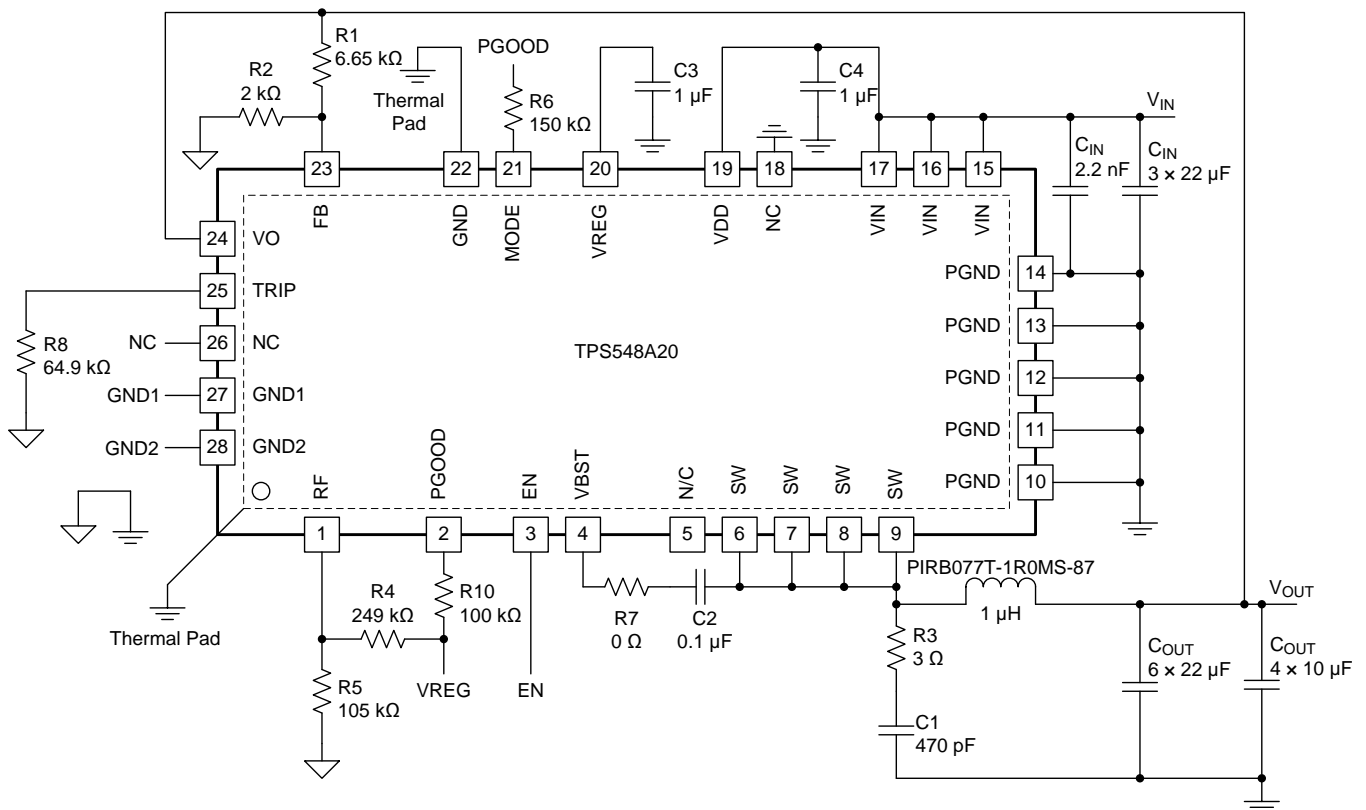 R1
6.65 kΩ
R2
2 kΩ
Thermal
Pad
PGOOD
R6
150 kΩ
C3
1 µF
C4
1 µF
VIN
CIN
2.2 nF
CIN
3 × 22 µF
23
22
21
20
19
18
17
16
15
FB
GND
MODE
VREG
VDD
NC
VIN
VIN
VIN
24
VO
25
TRIP
NC
26
NC
GND1
27
GND1
GND2
28
GND2
R8
64.9 kΩ
TPS548A20
PGND
14
PGND
13
PGND
12
PGND
11
PGND
10
RF
PGOOD
EN
VBST
N/C
SW
SW
SW
SW
1
2
3
4
5
6
7
8
9
Thermal Pad
R4
249 kΩ
R10
100 kΩ
R5
105 kΩ
VREG
EN
R7
0 Ω
C2
0.1 µF
PIRB077T-1R0MS-87
1 µH
VOUT
R3
3 Ω
C1
470 pF
COUT
6 × 22 µF
COUT
4 × 10 µF